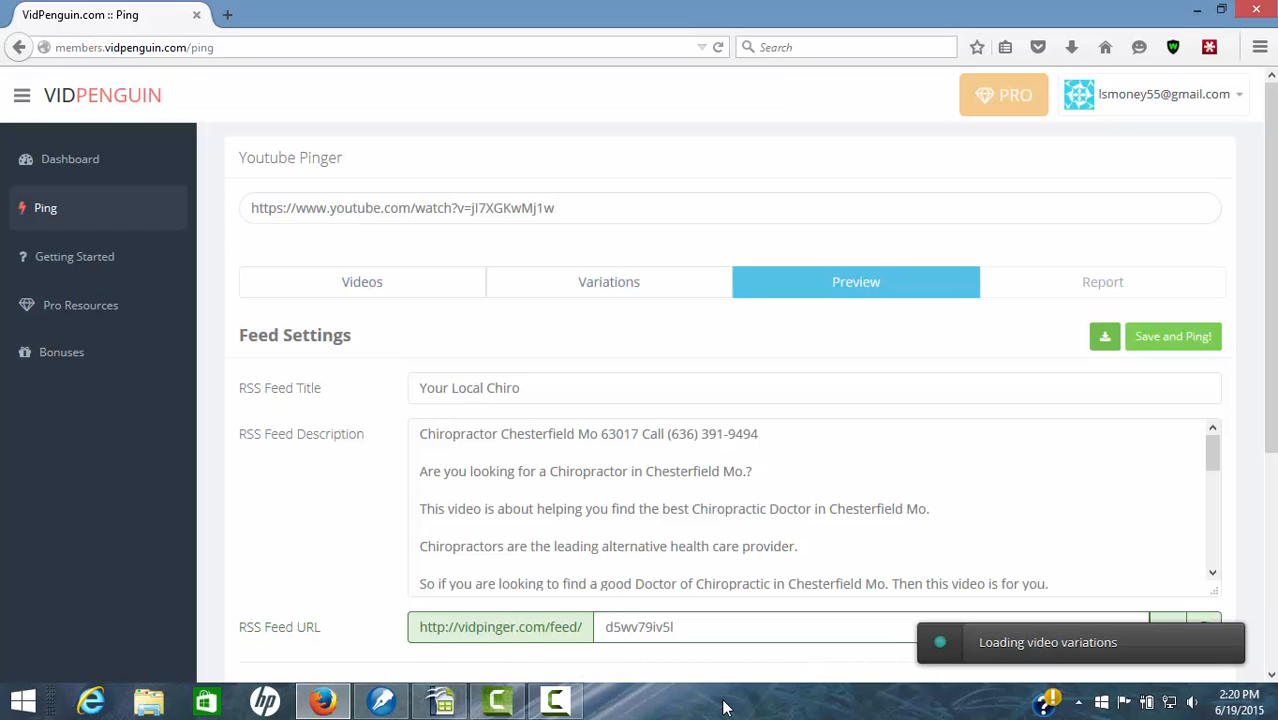 VidPenguin.com :: Ping
members.vidpenguin.com/ping
Search
VIDPENGUIN
PRO
lsmoney55@gmail.com
Dashboard
Ping
Getting Started
Pro Resources
Bonuses
Youtube Pinger
https://www.youtube.com/watch?v=jI7XGKwMj1w
Videos
Variations
Preview
Report
Feed Settings
Save and Ping!
RSS Feed Title
Your Local Chiro
RSS Feed Description
Chiropractor Chesterfield Mo 63017 Call (636) 391-9494
Are you looking for a Chiropractor in Chesterfield Mo.?
This video is about helping you find the best Chiropractic Doctor in Chesterfield Mo.
Chiropractors are the leading alternative health care provider.
So if you are looking to find a good Doctor of Chiropractic in Chesterfield Mo. Then this video is for you.
RSS Feed URL
http://vidpinger.com/feed/
d5wv79iv5l
Loading video variations
2:20 PM
6/19/2015